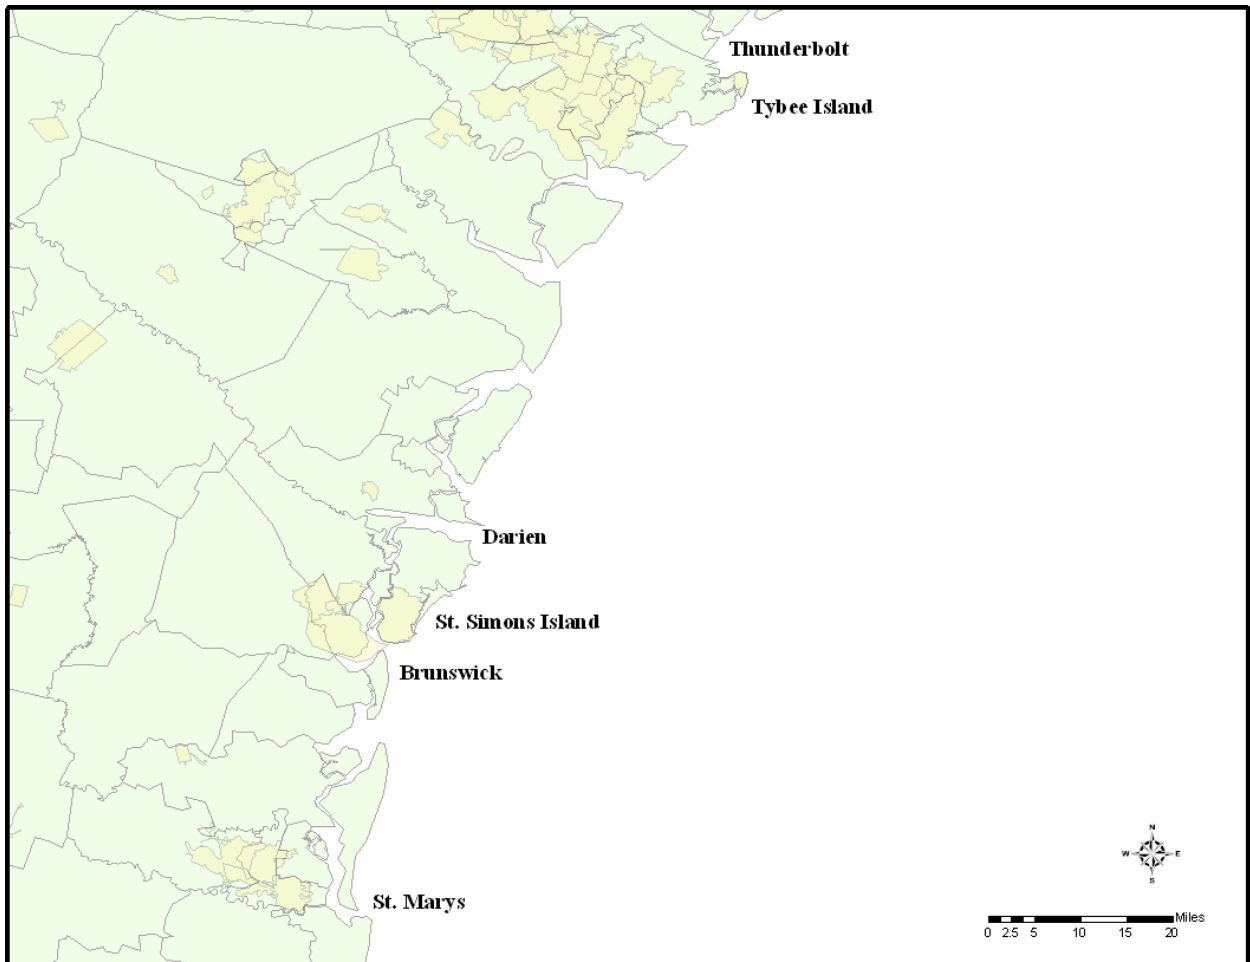 Thunderbolt
Tybee Island
Darien
St. Simons Island
Brunswick
N
W E
S
St. Marys
Miles
0 2.5 5 10 15 20